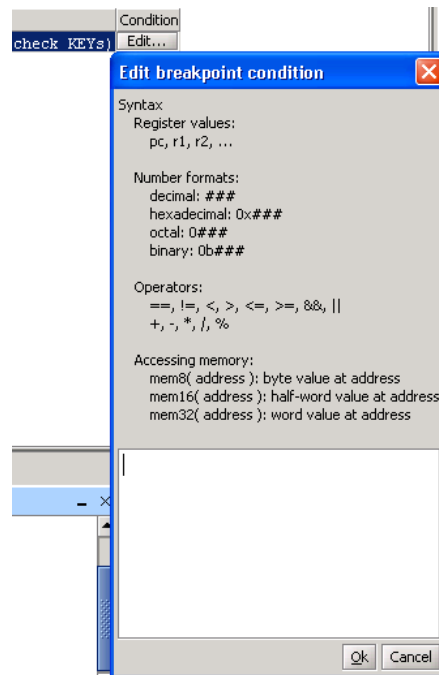 Condition
check KEYs) Edit...
Edit breakpoint condition
Syntax
Register values:
pc, r1, r2, ...
Number formats:
decimal: ###
hexadecimal: 0x###
octal: 0###
binary: 0b###
Operators:
==, !=, <, >, <=, >=, &&, ||
+, -, *, /, %
Accessing memory:
mem8( address ): byte value at address
mem16( address ): half-word value at address
mem32( address ): word value at address
Ok Cancel